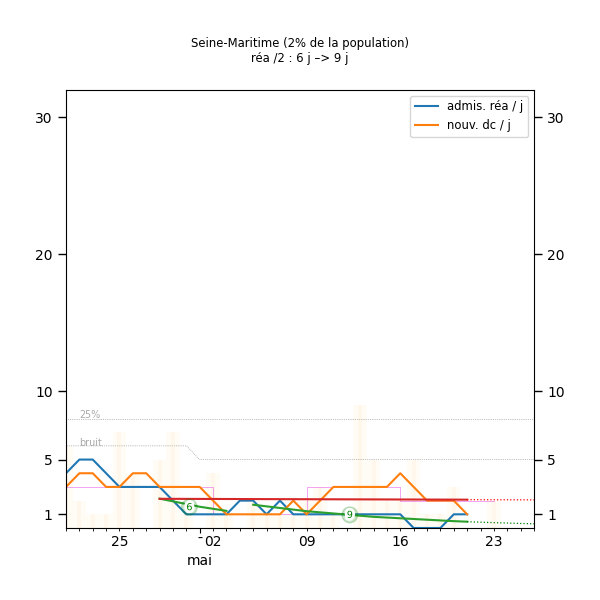 Seine-Maritime (2% de la population)
réa /2 : 6 j –> 9 j
admis. réa / j
nouv. dc / j
30 30
20 20
10 10
25%
bruit
5 5
6
9
1 1
25 02 09 16 23
mai